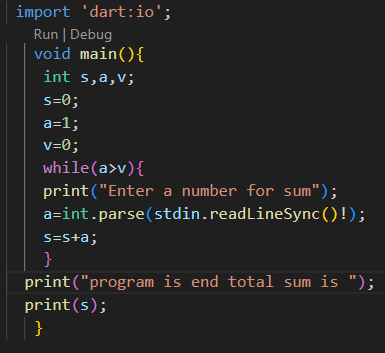 import 'dart:io';
Run | Debug
void main(){
int s,a,v;
s=0;
a=1;
v=0;
while(a>v){
print("Enter a number for sum");
a=int.parse(stdin.readLineSync()!);
s=s+a;
}
print("program is end total sum is ");
print(s);
}